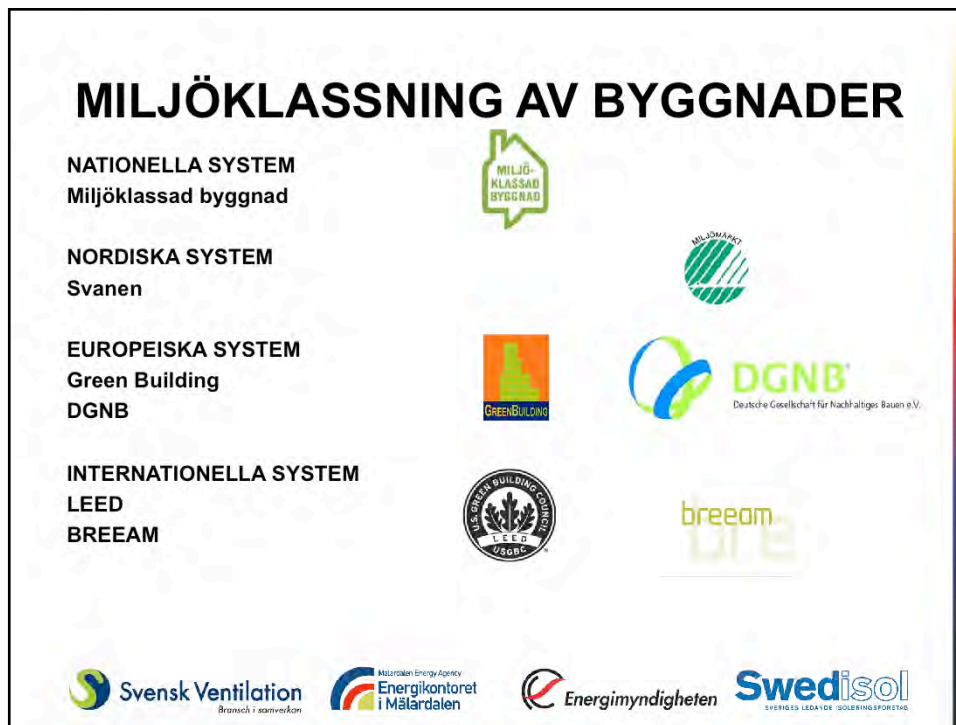 MILJÖKLASSNING AV BYGGNADER
NATIONELLA SYSTEM
Miljöklassad byggnad
MILJÖ-
KLASSAD
BYGGNAD
NORDISKA SYSTEM
Svanen
MILJÖMÄRKT
EUROPEISKA SYSTEM
Green Building
DGNB
GREENBUILDING
DGNB®
Deutsche Gesellschaft für Nachhaltiges Bauen e.V.
INTERNATIONELLA SYSTEM
LEED
BREEAM
U.S. GREEN BUILDING COUNCIL
LEED
USGBC
breeam
bre
Svensk Ventilation
Bransch i samverkan
Mälardalen Energy Agency
Energikontoret
i Mälardalen
Energimyndigheten
Swedisol
SVERIGES LEDANDE ISOLERINGSFÖRETAG